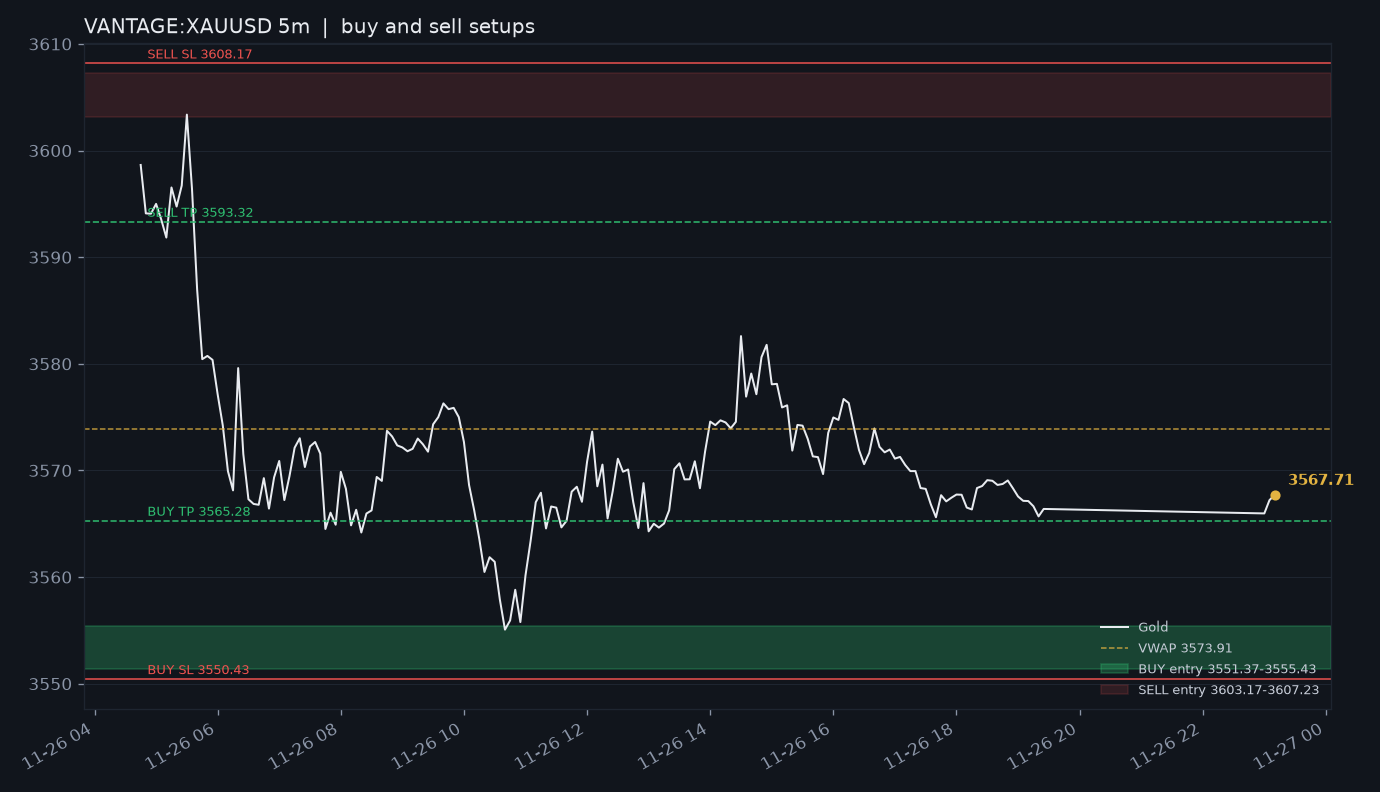 VANTAGE:XAUUSD 5m | buy and sell setups
3610
SELL SL 3608.17
3600
SELL TP 3593.32
3590
3580
3570
3567.71
BUY TP 3565.28
3560
BUY SL 3550.43
3550
Gold
VWAP 3573.91
BUY entry 3551.37-3555.43
SELL entry 3603.17-3607.23
11-26 04
11-26 06
11-26 08
11-26 10
11-26 12
11-26 14
11-26 16
11-26 18
11-26 20
11-26 22
11-27 00